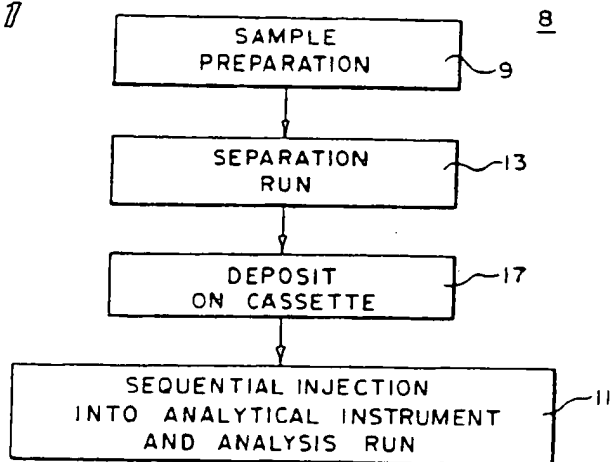 1
8
SAMPLE
PREPARATION
9
SEPARATION
RUN
13
DEPOSIT
ON CASSETTE
17
SEQUENTIAL INJECTION
INTO ANALYTICAL INSTRUMENT
AND ANALYSIS RUN
11